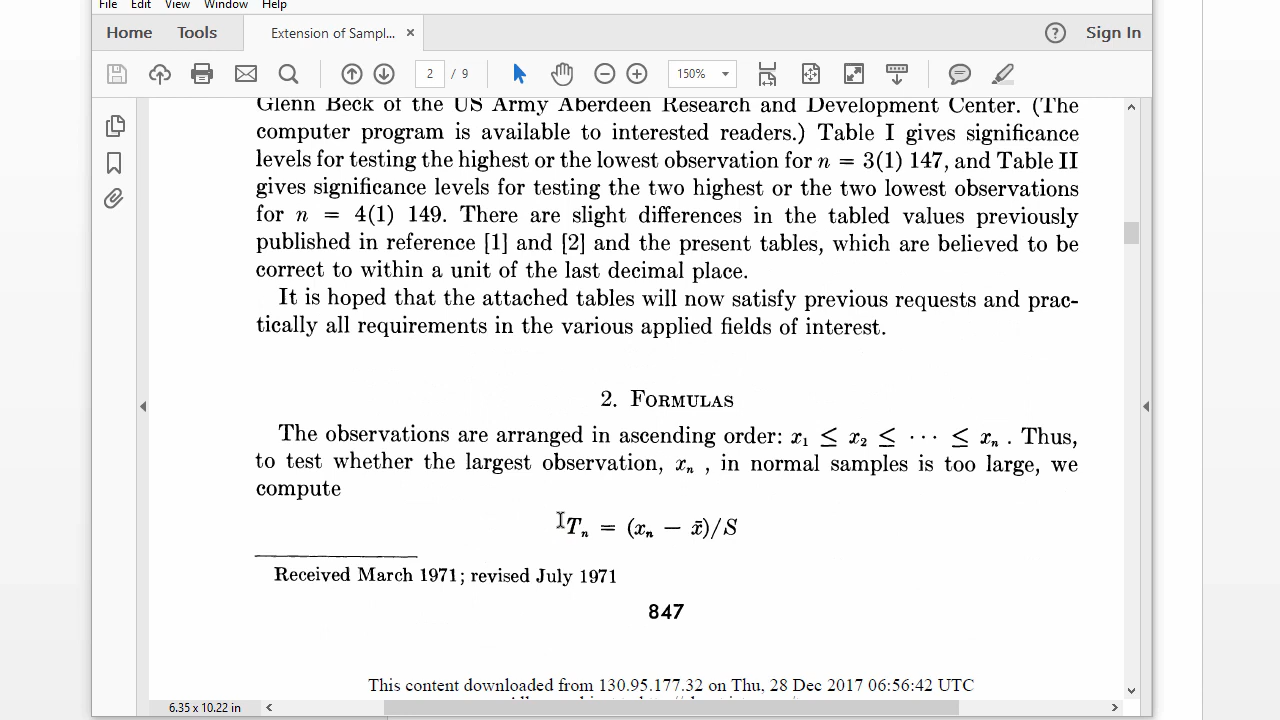 File Edit View Window Help
Home Tools Extension of Sampl... × ? Sign In
2 / 9 150%
Glenn Beck of the US Army Aberdeen Research and Development Center. (The
computer program is available to interested readers.) Table I gives significance
levels for testing the highest or the lowest observation for n = 3(1) 147, and Table II
gives significance levels for testing the two highest or the two lowest observations
for n = 4(1) 149. There are slight differences in the tabled values previously
published in reference [1] and [2] and the present tables, which are believed to be
correct to within a unit of the last decimal place.
It is hoped that the attached tables will now satisfy previous requests and prac-
tically all requirements in the various applied fields of interest.
2. FORMULAS
The observations are arranged in ascending order: x₁ ≤ x₂ ≤ ··· ≤ xₙ . Thus,
to test whether the largest observation, xₙ , in normal samples is too large, we
compute
Tₙ = (xₙ − x̄)/S
Received March 1971; revised July 1971
847
This content downloaded from 130.95.177.32 on Thu, 28 Dec 2017 06:56:42 UTC
6.35 x 10.22 in